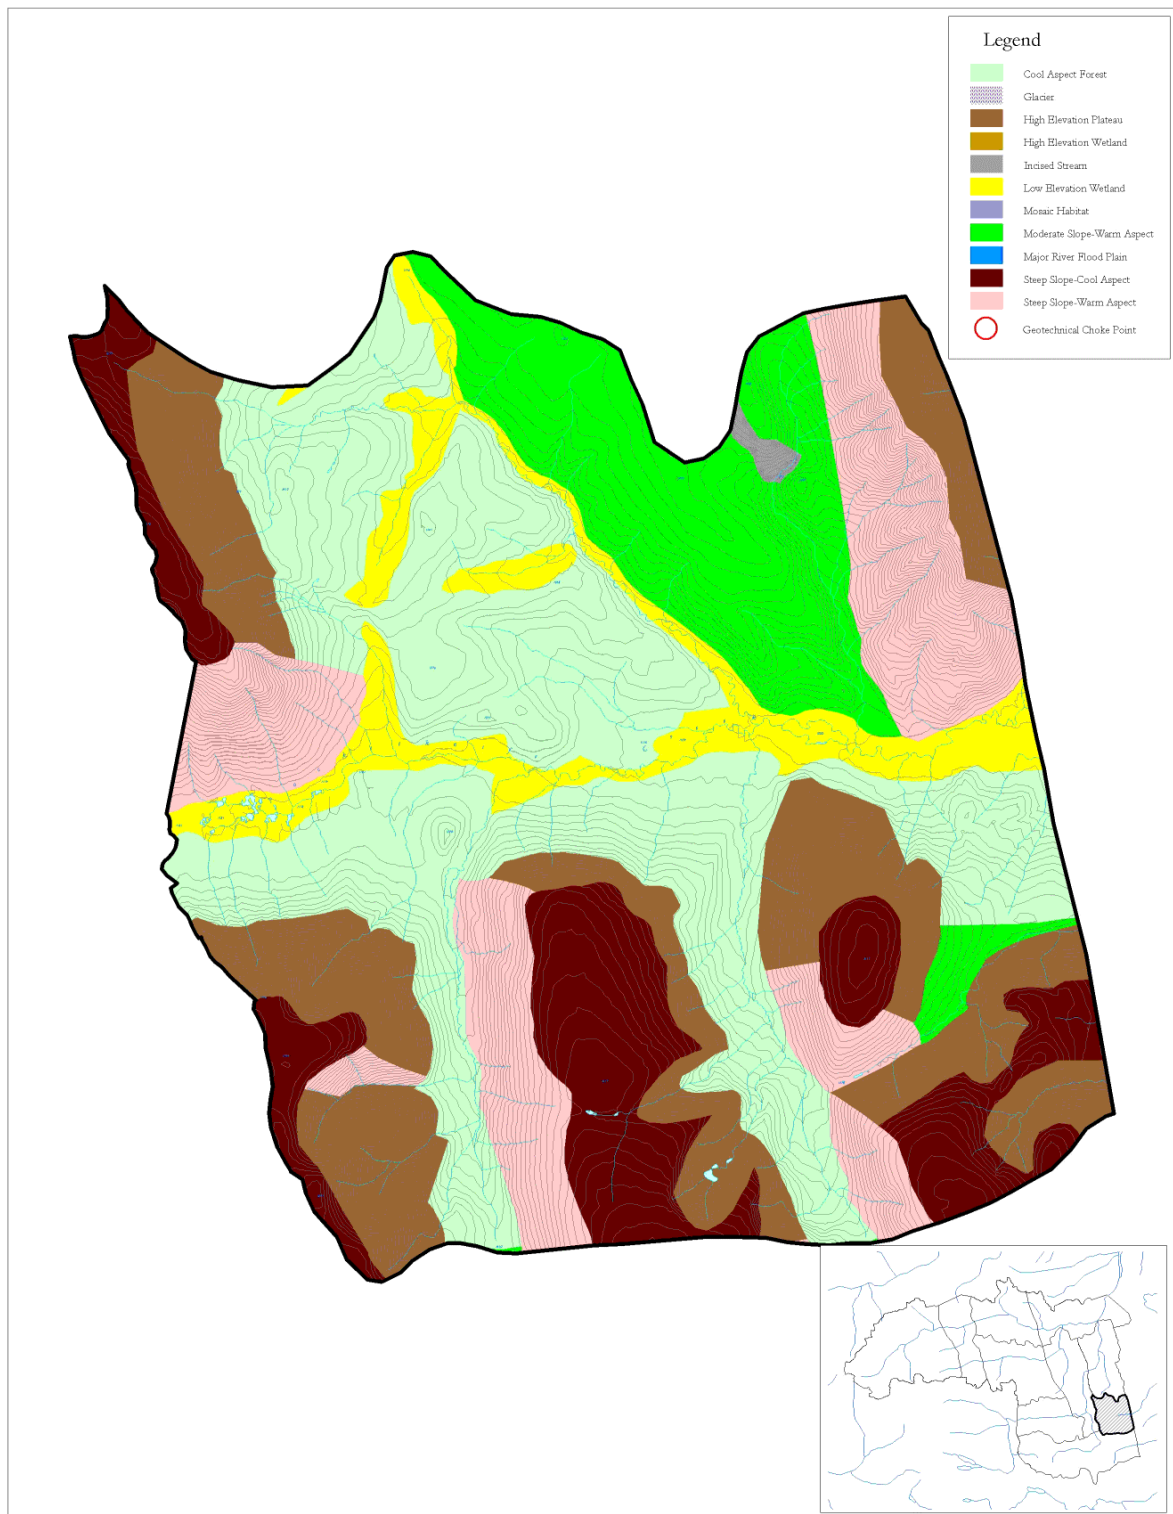 Legend
Cool Aspect Forest
Glacier
High Elevation Plateau
High Elevation Wetland
Incised Stream
Low Elevation Wetland
Mosaic Habitat
Moderate Slope-Warm Aspect
Major River Flood Plain
Steep Slope-Cool Aspect
Steep Slope-Warm Aspect
Geotechnical Choke Point